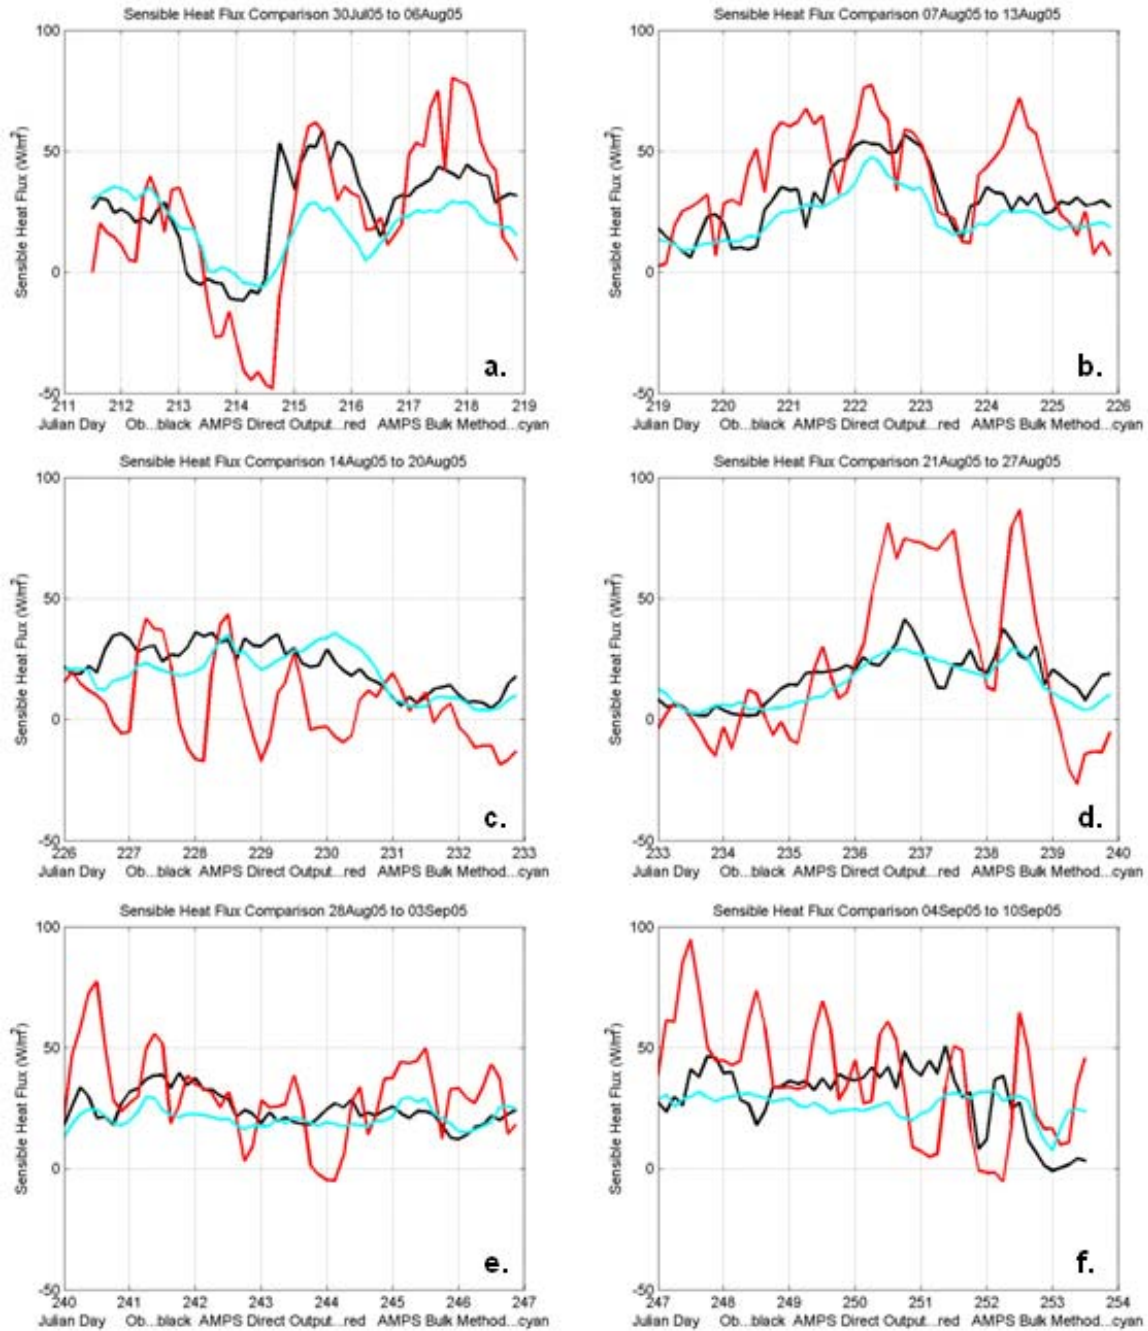 Sensible Heat Flux Comparison 30Jul05 to 06Aug05
100
50
0
-50
Sensible Heat Flux (W/m²)
a.
211 212 213 214 215 216 217 218 219
Julian Day Ob...black AMPS Direct Output...red AMPS Bulk Method...cyan
Sensible Heat Flux Comparison 07Aug05 to 13Aug05
100
50
0
-50
Sensible Heat Flux (W/m²)
b.
219 220 221 222 223 224 225 226
Julian Day Ob...black AMPS Direct Output...red AMPS Bulk Method...cyan
Sensible Heat Flux Comparison 14Aug05 to 20Aug05
100
50
0
-50
Sensible Heat Flux (W/m²)
c.
226 227 228 229 230 231 232 233
Julian Day Ob...black AMPS Direct Output...red AMPS Bulk Method...cyan
Sensible Heat Flux Comparison 21Aug05 to 27Aug05
100
50
0
-50
Sensible Heat Flux (W/m²)
d.
233 234 235 236 237 238 239 240
Julian Day Ob...black AMPS Direct Output...red AMPS Bulk Method...cyan
Sensible Heat Flux Comparison 28Aug05 to 03Sep05
100
50
0
-50
Sensible Heat Flux (W/m²)
e.
240 241 242 243 244 245 246 247
Julian Day Ob...black AMPS Direct Output...red AMPS Bulk Method...cyan
Sensible Heat Flux Comparison 04Sep05 to 10Sep05
100
50
0
-50
Sensible Heat Flux (W/m²)
f.
247 248 249 250 251 252 253 254
Julian Day Ob...black AMPS Direct Output...red AMPS Bulk Method...cyan